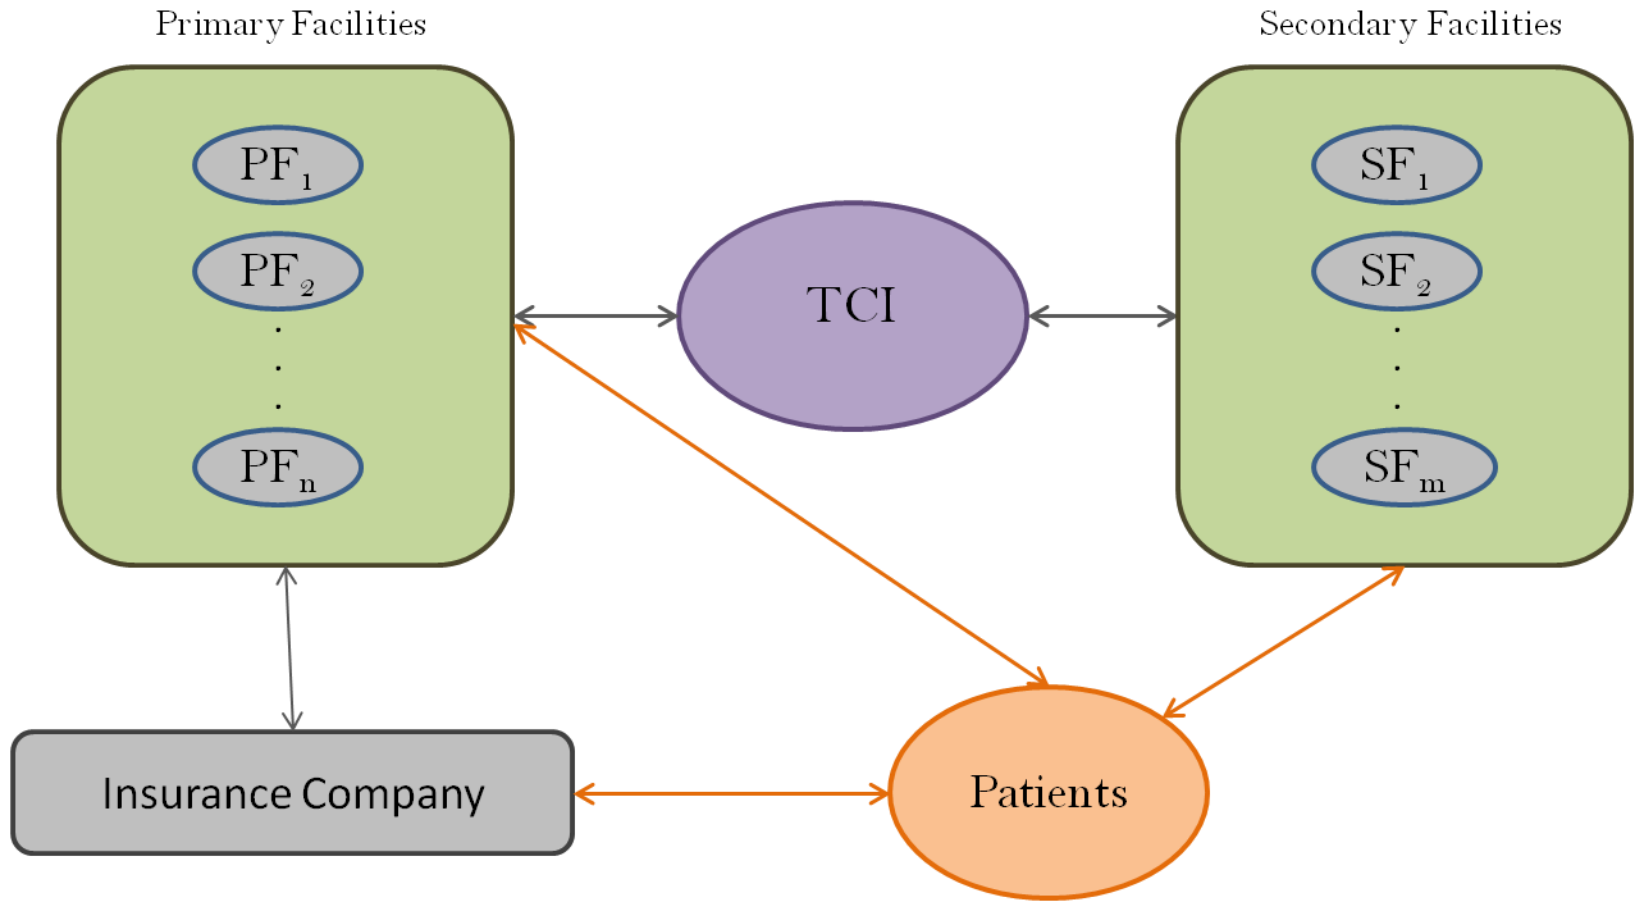 Primary Facilities
Secondary Facilities
PF1
PF2
.
.
.
PFn
TCI
SF1
SF2
.
.
.
SFm
Insurance Company
Patients